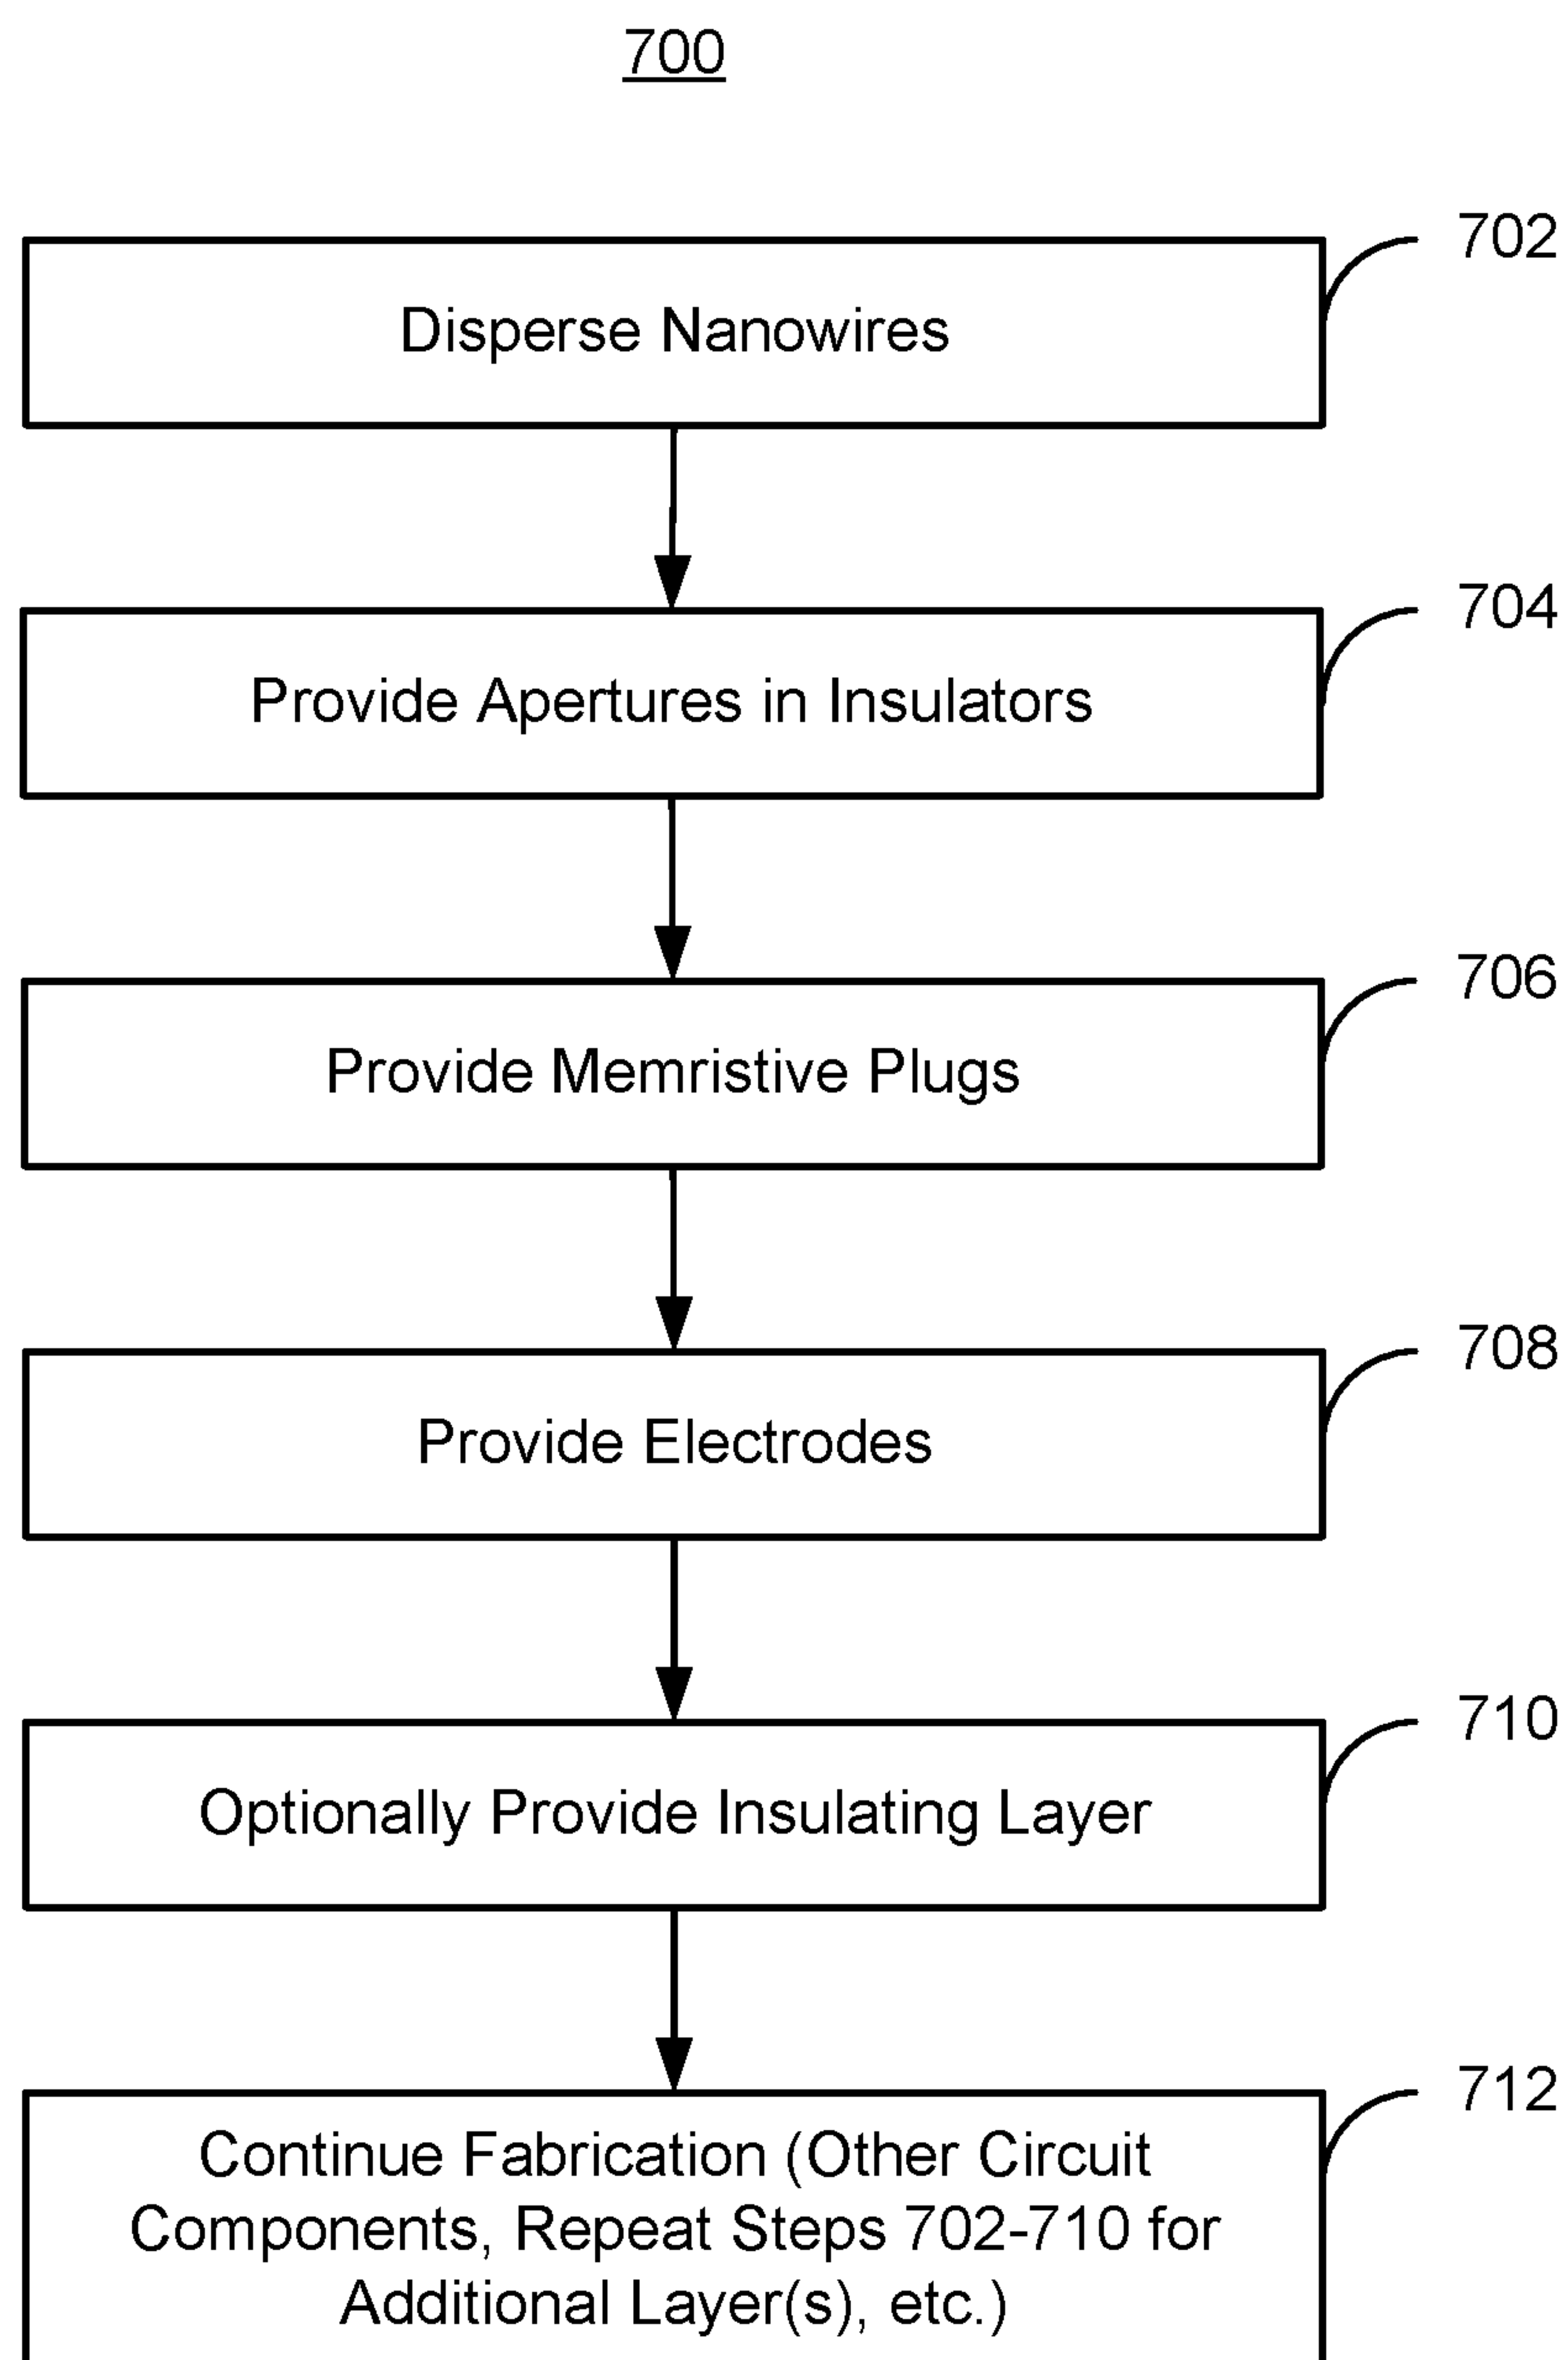 700
702
Disperse Nanowires
704
Provide Apertures in Insulators
706
Provide Memristive Plugs
708
Provide Electrodes
710
Optionally Provide Insulating Layer
712
Continue Fabrication (Other Circuit
Components, Repeat Steps 702-710 for
Additional Layer(s), etc.)